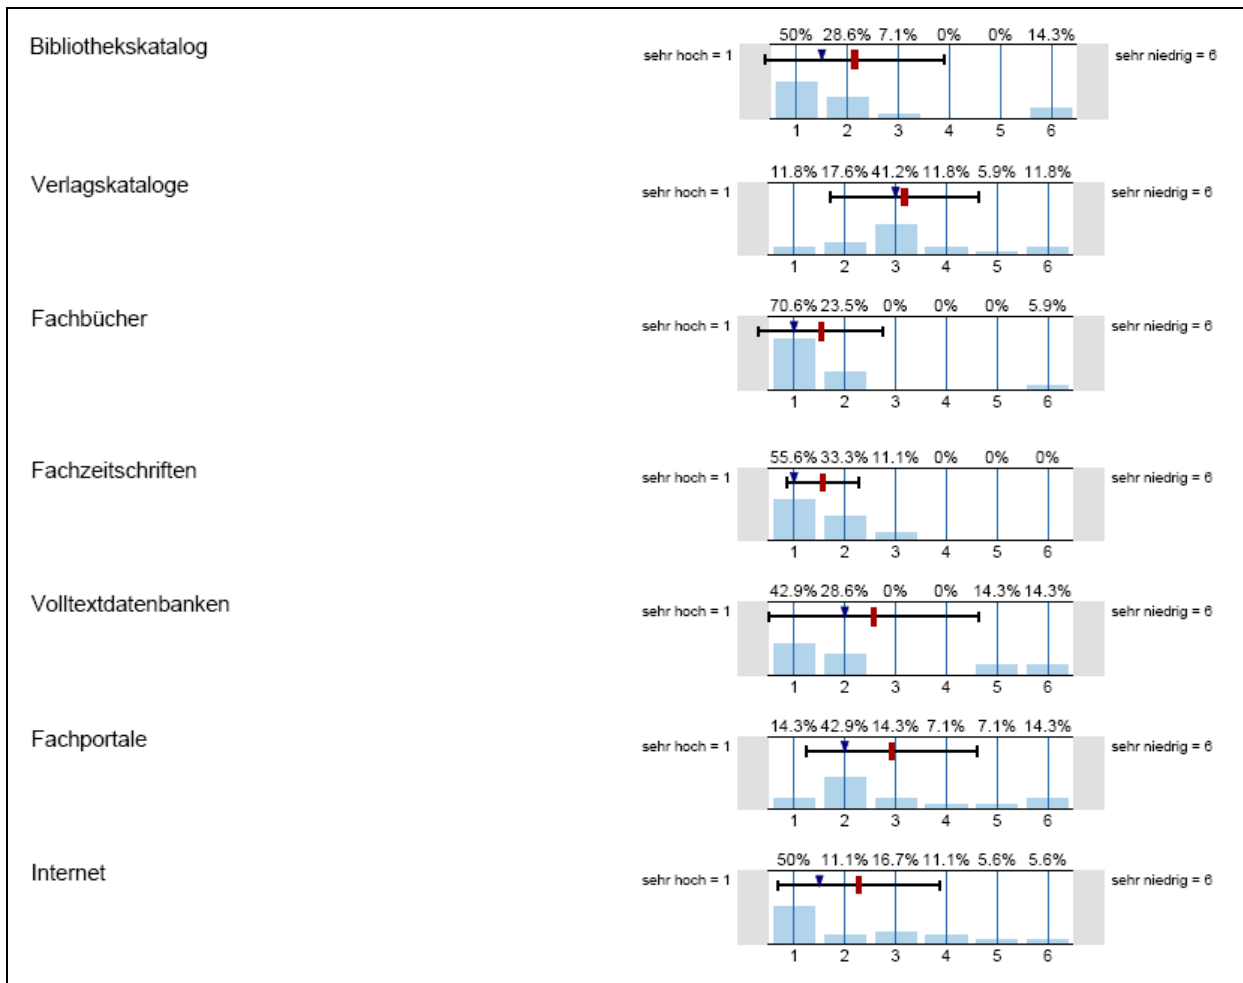 Bibliothekskatalog
50% 28.6% 7.1% 0% 0% 14.3%
sehr hoch = 1 sehr niedrig = 6
1 2 3 4 5 6
Verlagskataloge
11.8% 17.6% 41.2% 11.8% 5.9% 11.8%
sehr hoch = 1 sehr niedrig = 6
1 2 3 4 5 6
Fachbücher
70.6% 23.5% 0% 0% 0% 5.9%
sehr hoch = 1 sehr niedrig = 6
1 2 3 4 5 6
Fachzeitschriften
55.6% 33.3% 11.1% 0% 0% 0%
sehr hoch = 1 sehr niedrig = 6
1 2 3 4 5 6
Volltextdatenbanken
42.9% 28.6% 0% 0% 14.3% 14.3%
sehr hoch = 1 sehr niedrig = 6
1 2 3 4 5 6
Fachportale
14.3% 42.9% 14.3% 7.1% 7.1% 14.3%
sehr hoch = 1 sehr niedrig = 6
1 2 3 4 5 6
Internet
50% 11.1% 16.7% 11.1% 5.6% 5.6%
sehr hoch = 1 sehr niedrig = 6
1 2 3 4 5 6